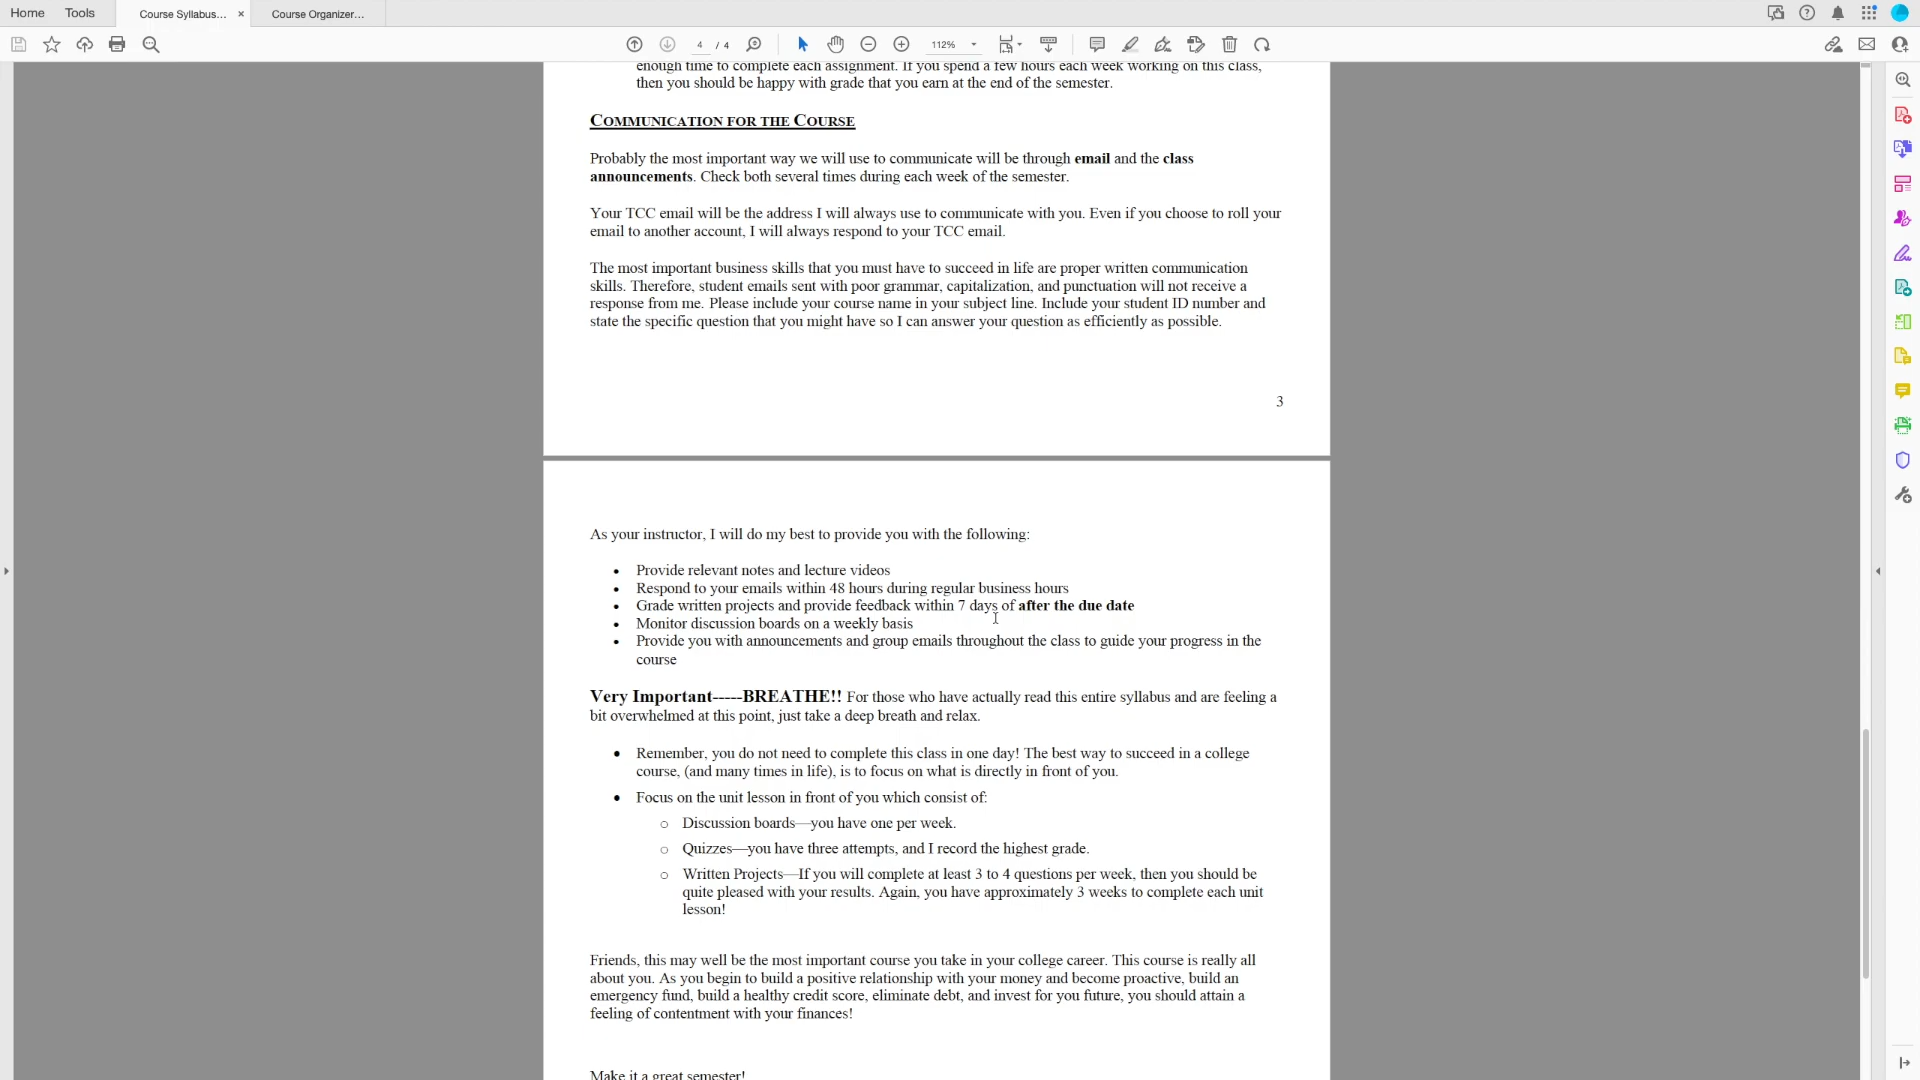 Home Tools Course Syllabus... × Course Organizer...
4 / 4 112%
enough time to complete each assignment. If you spend a few hours each week working on this class,
then you should be happy with grade that you earn at the end of the semester.
COMMUNICATION FOR THE COURSE
Probably the most important way we will use to communicate will be through email and the class
announcements. Check both several times during each week of the semester.
Your TCC email will be the address I will always use to communicate with you. Even if you choose to roll your
email to another account, I will always respond to your TCC email.
The most important business skills that you must have to succeed in life are proper written communication
skills. Therefore, student emails sent with poor grammar, capitalization, and punctuation will not receive a
response from me. Please include your course name in your subject line. Include your student ID number and
state the specific question that you might have so I can answer your question as efficiently as possible.
3
As your instructor, I will do my best to provide you with the following:
• Provide relevant notes and lecture videos
• Respond to your emails within 48 hours during regular business hours
• Grade written projects and provide feedback within 7 days of after the due date
• Monitor discussion boards on a weekly basis
• Provide you with announcements and group emails throughout the class to guide your progress in the
course
Very Important-----BREATHE!! For those who have actually read this entire syllabus and are feeling a
bit overwhelmed at this point, just take a deep breath and relax.
• Remember, you do not need to complete this class in one day! The best way to succeed in a college
course, (and many times in life), is to focus on what is directly in front of you.
• Focus on the unit lesson in front of you which consist of:
o Discussion boards—you have one per week.
o Quizzes—you have three attempts, and I record the highest grade.
o Written Projects—If you will complete at least 3 to 4 questions per week, then you should be
quite pleased with your results. Again, you have approximately 3 weeks to complete each unit
lesson!
Friends, this may well be the most important course you take in your college career. This course is really all
about you. As you begin to build a positive relationship with your money and become proactive, build an
emergency fund, build a healthy credit score, eliminate debt, and invest for you future, you should attain a
feeling of contentment with your finances!
Make it a great semester!